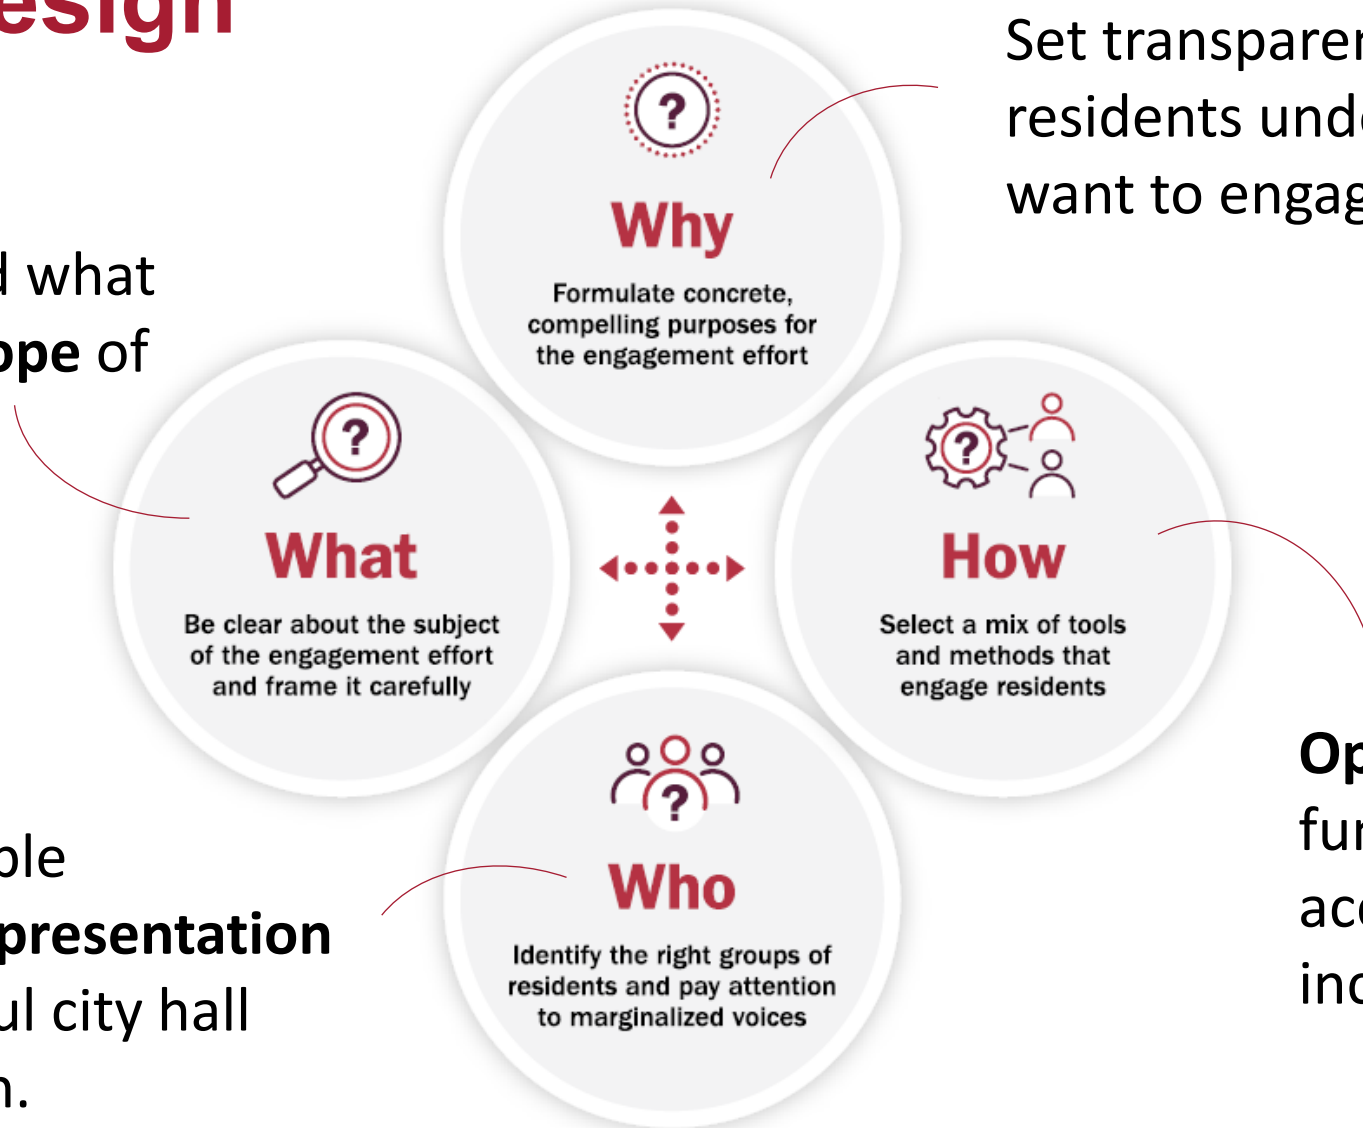 esign
Set transparen
residents unde
want to engag
d what
ope of
?
Why
Formulate concrete,
compelling purposes for
the engagement effort
?
What
Be clear about the subject
of the engagement effort
and frame it carefully
?
How
Select a mix of tools
and methods that
engage residents
?
Who
Identify the right groups of
residents and pay attention
to marginalized voices
ple
presentation
ul city hall
n.
Op
fun
acc
inc